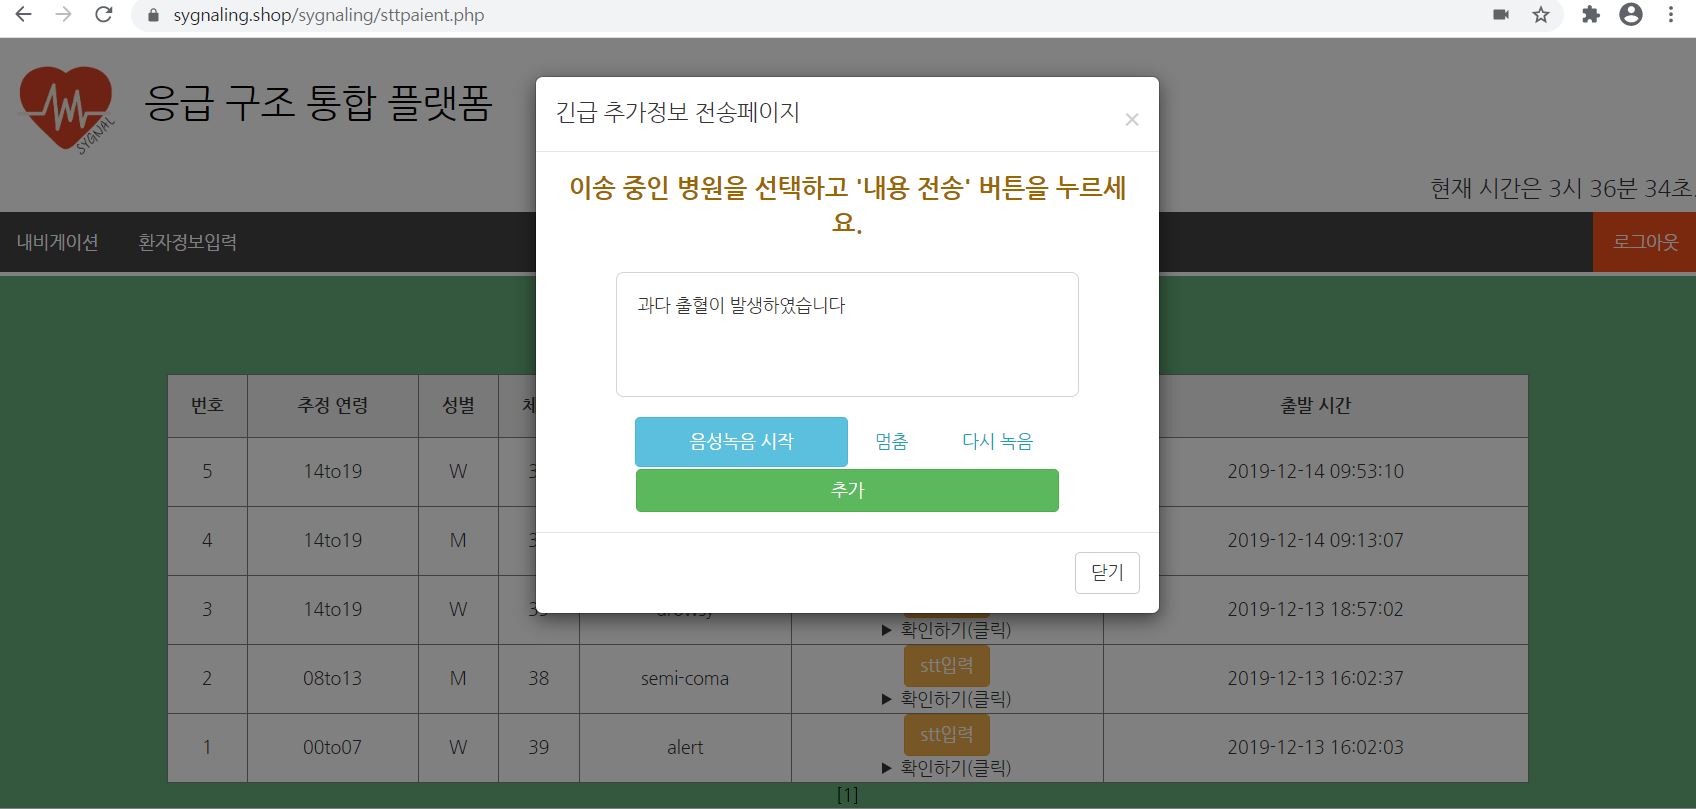 sygnaling.shop/sygnaling/sttpaient.php
SYGNAL
응급 구조 통합 플랫폼
현재 시간은 3시 36분 34초.
내비게이션 환자정보입력 로그아웃
긴급 추가정보 전송페이지 ×
이송 중인 병원을 선택하고 '내용 전송' 버튼을 누르세
요.
과다 출혈이 발생하였습니다
음성녹음 시작 멈춤 다시 녹음
추가
닫기
번호 추정 연령 성별 출발 시간
5 14to19 W 2019-12-14 09:53:10
4 14to19 M 2019-12-14 09:13:07
3 14to19 W drowsy 2019-12-13 18:57:02
▶ 확인하기(클릭)
stt입력
2 08to13 M 38 semi-coma 2019-12-13 16:02:37
▶ 확인하기(클릭)
stt입력
1 00to07 W 39 alert 2019-12-13 16:02:03
▶ 확인하기(클릭)
[1]